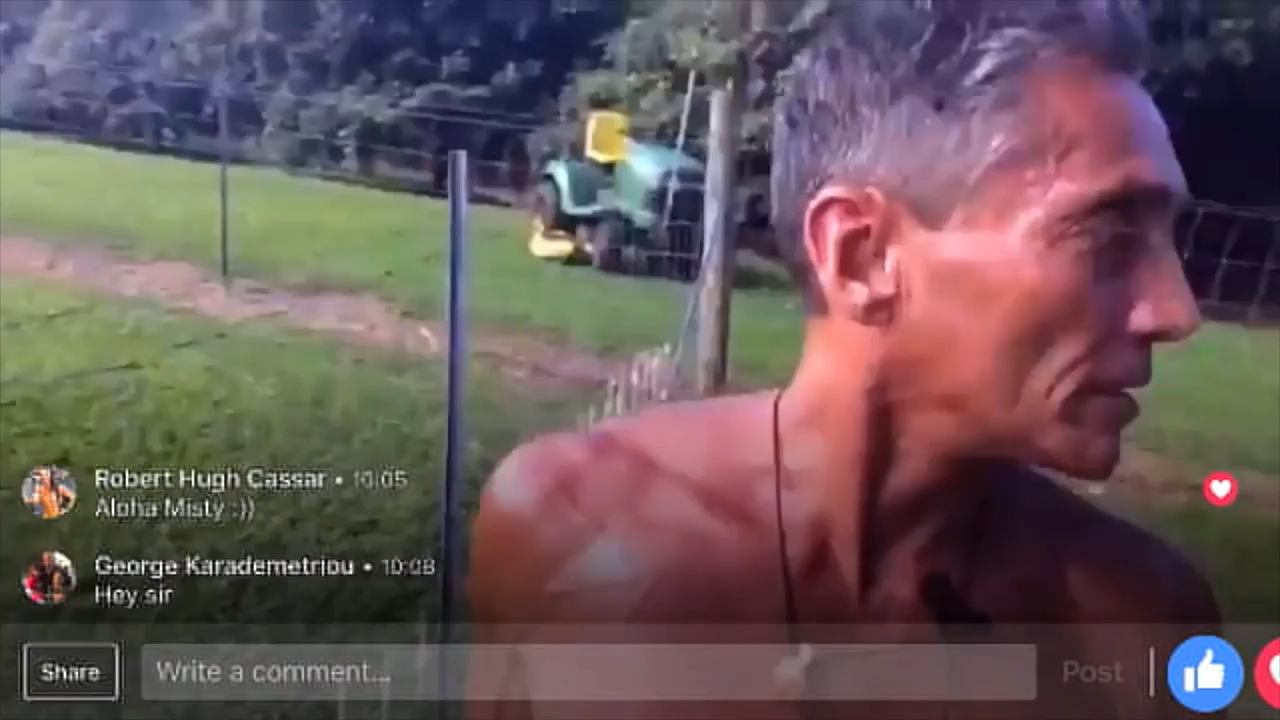 Robert Hugh Cassar • 10:05
Aloha Misty :))
George Karademetriou • 10:08
Hey sir
Share
Write a comment...
Post